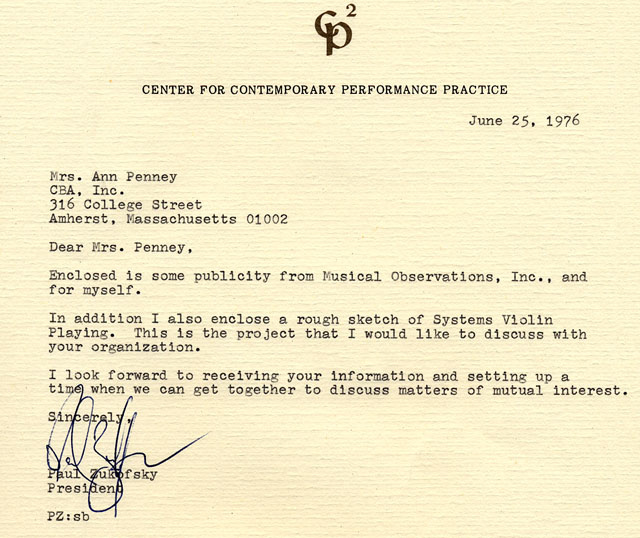 cp²
CENTER FOR CONTEMPORARY PERFORMANCE PRACTICE
June 25, 1976
Mrs. Ann Penney
CBA, Inc.
316 College Street
Amherst, Massachusetts 01002
Dear Mrs. Penney,
Enclosed is some publicity from Musical Observations, Inc., and
for myself.
In addition I also enclose a rough sketch of Systems Violin
Playing. This is the project that I would like to discuss with
your organization.
I look forward to receiving your information and setting up a
time when we can get together to discuss matters of mutual interest.
Sincerely,
Paul Zukofsky
President
PZ:sb